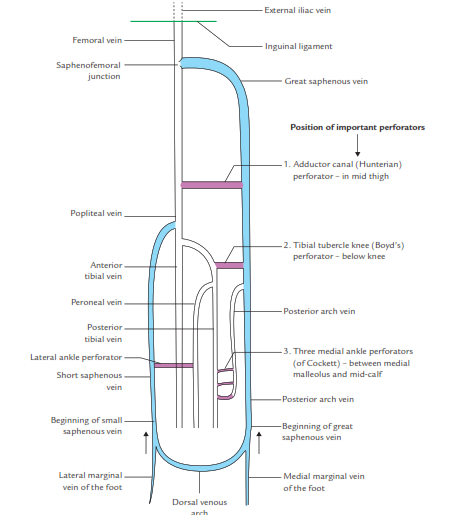 External iliac vein
Femoral vein
Inguinal ligament
Saphenofemoral
junction
Great saphenous vein
Position of important perforators
1. Adductor canal (Hunterian)
perforator – in mid thigh
Popliteal vein
2. Tibial tubercle knee (Boyd's)
perforator – below knee
Anterior
tibial vein
Peroneal vein
Posterior arch vein
Posterior
tibial vein
Lateral ankle perforator
3. Three medial ankle perforators
(of Cockett) – between medial
malleolus and mid-calf
Short saphenous
vein
Posterior arch vein
Beginning of small
saphenous vein
Beginning of great
saphenous vein
Lateral marginal
vein of the foot
Medial marginal vein
of the foot
Dorsal venous
arch